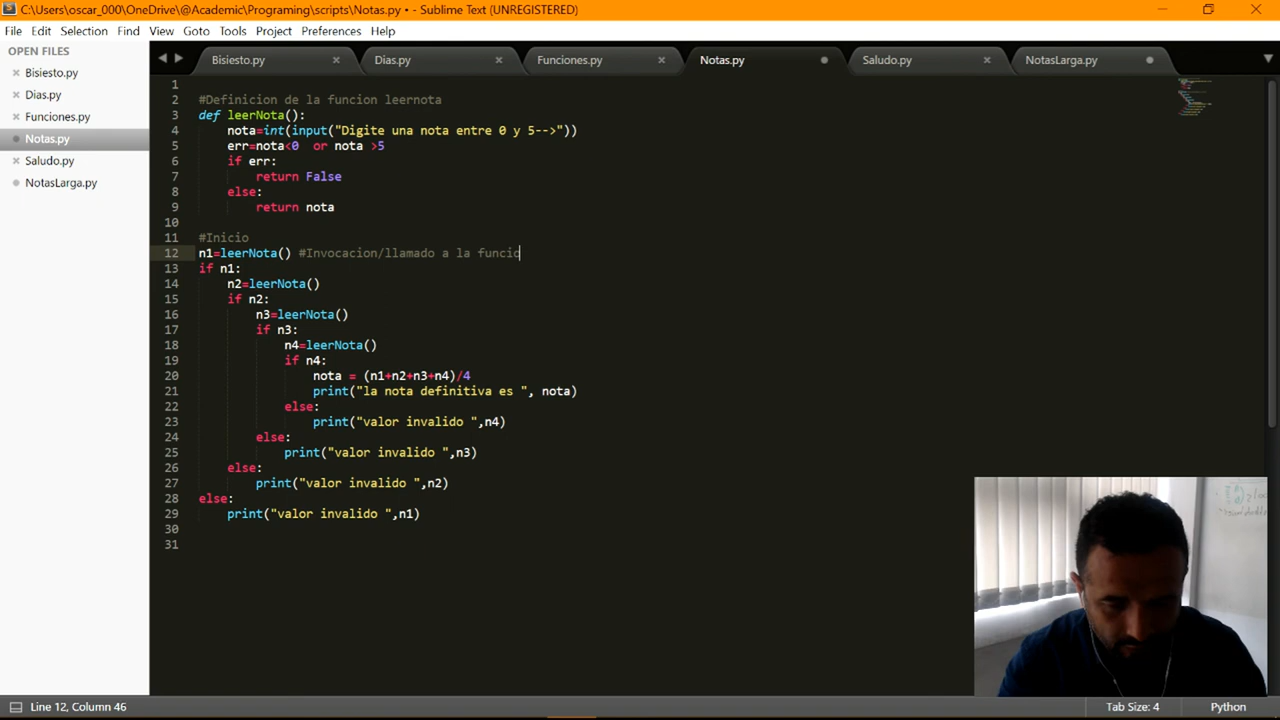 C:\Users\oscar_000\OneDrive\@Academic\Programing\scripts\Notas.py • - Sublime Text (UNREGISTERED)
File Edit Selection Find View Goto Tools Project Preferences Help
OPEN FILES
Bisiesto.py
Dias.py
Funciones.py
Notas.py
Saludo.py
NotasLarga.py
Bisiesto.py Dias.py Funciones.py Notas.py Saludo.py NotasLarga.py
1
2 #Definicion de la funcion leernota
3 def leerNota():
4 nota=int(input("Digite una nota entre 0 y 5-->"))
5 err=nota<0 or nota >5
6 if err:
7 return False
8 else:
9 return nota
10
11 #Inicio
12 n1=leerNota() #Invocacion/llamado a la funcio
13 if n1:
14 n2=leerNota()
15 if n2:
16 n3=leerNota()
17 if n3:
18 n4=leerNota()
19 if n4:
20 nota = (n1+n2+n3+n4)/4
21 print("la nota definitiva es ", nota)
22 else:
23 print("valor invalido ",n4)
24 else:
25 print("valor invalido ",n3)
26 else:
27 print("valor invalido ",n2)
28 else:
29 print("valor invalido ",n1)
30
31
Line 12, Column 46 Tab Size: 4 Python